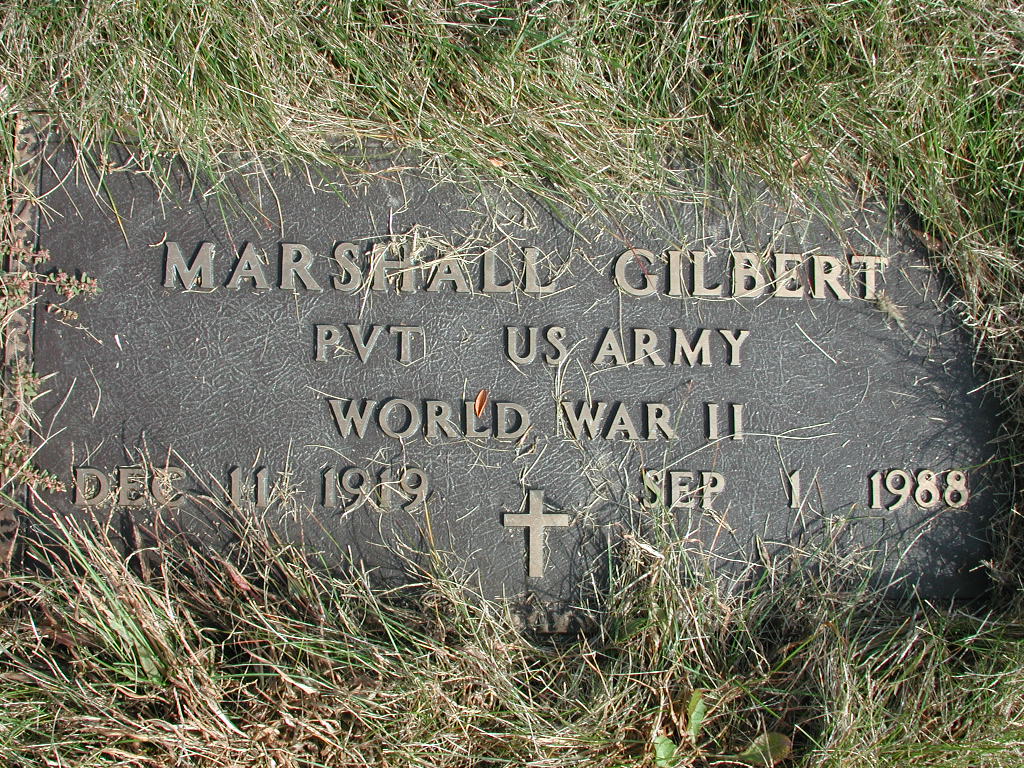 MARSHALL GILBERT
PVT US ARMY
WORLD WAR II
DEC 11 1919 SEP 1 1988